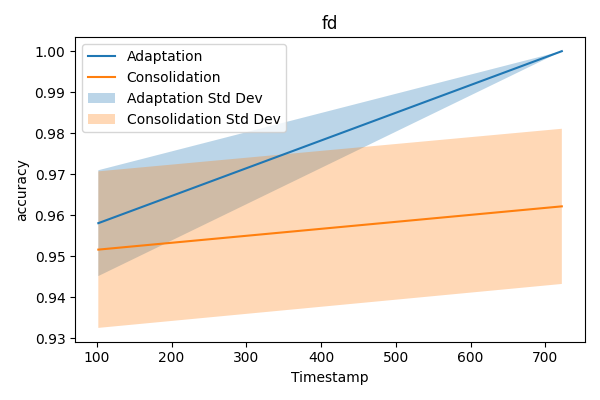 fd
Adaptation
Consolidation
Adaptation Std Dev
Consolidation Std Dev
accuracy
1.00
0.99
0.98
0.97
0.96
0.95
0.94
0.93
100 200 300 400 500 600 700
Timestamp